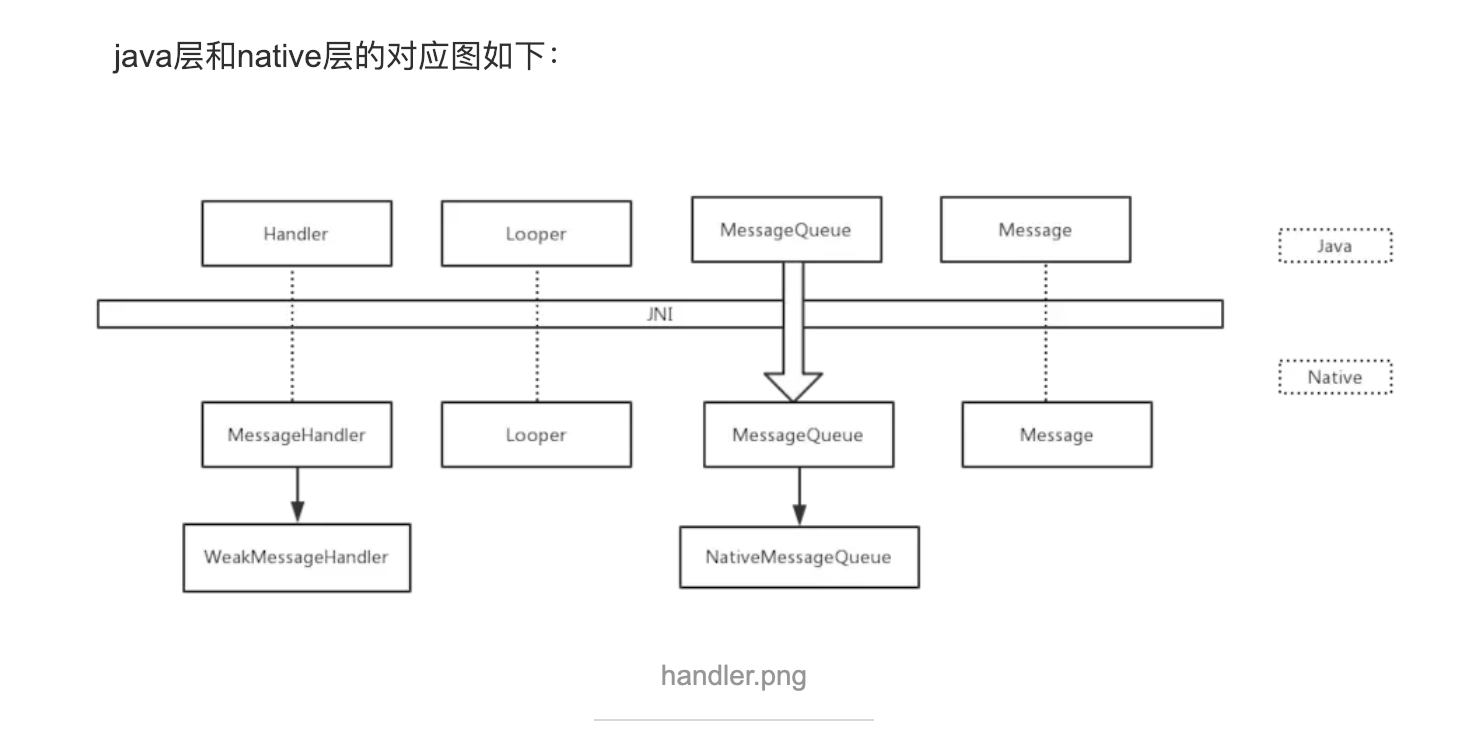 java层和native层的对应图如下：
Handler
Looper
MessageQueue
Message
Java
JNI
Native
MessageHandler
Looper
MessageQueue
Message
WeakMessageHandler
NativeMessageQueue
handler.png